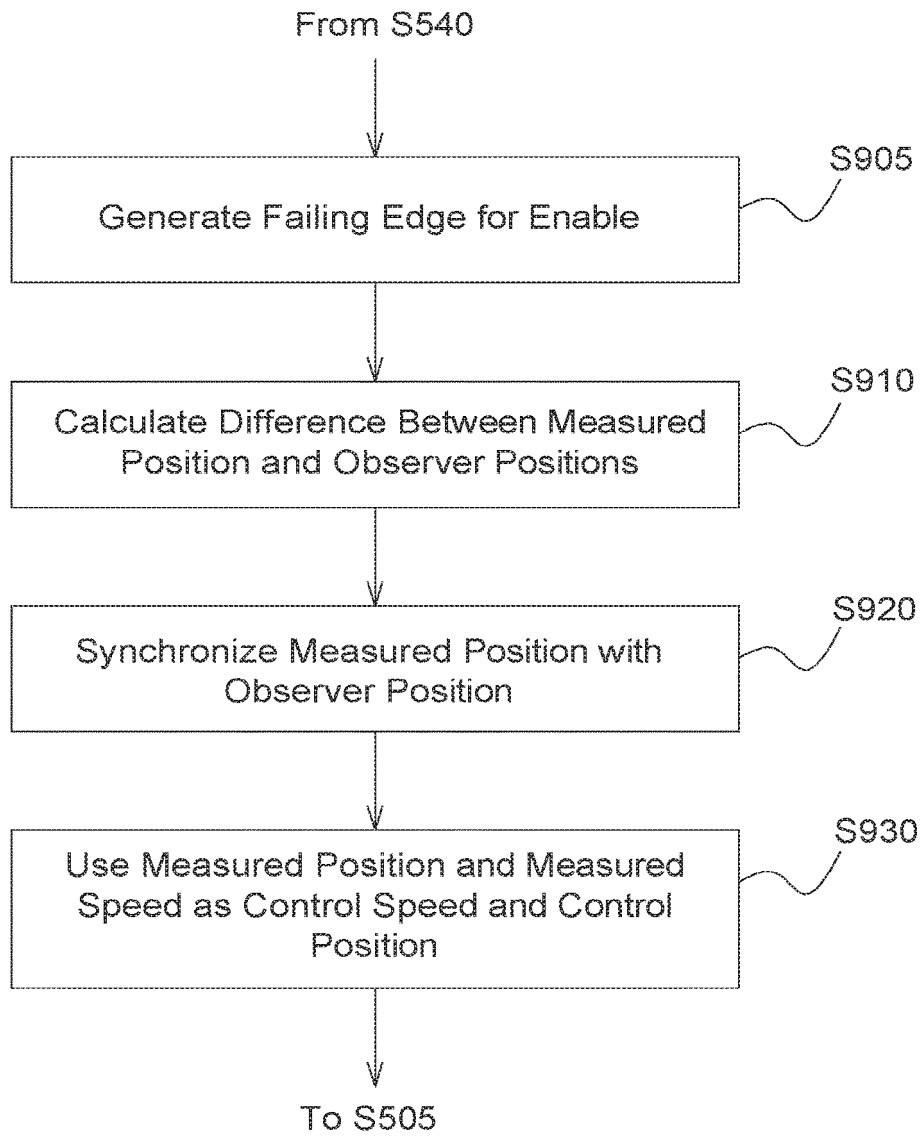 From S540
S905
Generate Failing Edge for Enable
S910
Calculate Difference Between Measured
Position and Observer Positions
S920
Synchronize Measured Position with
Observer Position
S930
Use Measured Position and Measured
Speed as Control Speed and Control
Position
To S505